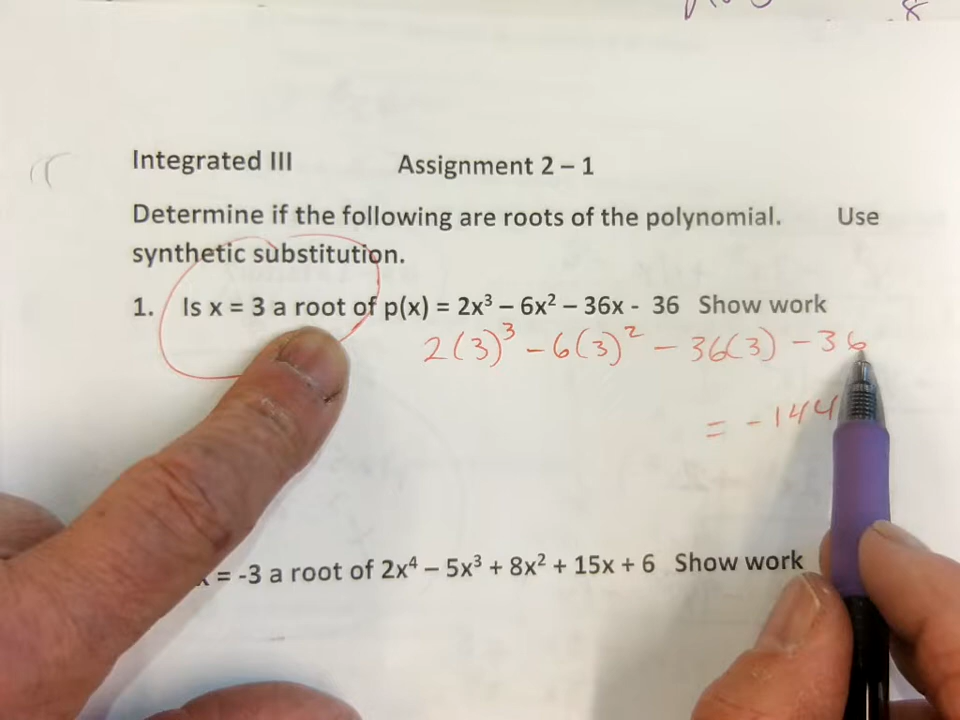 Integrated III Assignment 2 – 1
Determine if the following are roots of the polynomial. Use
synthetic substitution.
1. Is x = 3 a root of p(x) = 2x³ – 6x² – 36x - 36 Show work
2(3)³ – 6(3)² – 36(3) – 36
= -144
= -3 a root of 2x⁴ – 5x³ + 8x² + 15x + 6 Show work